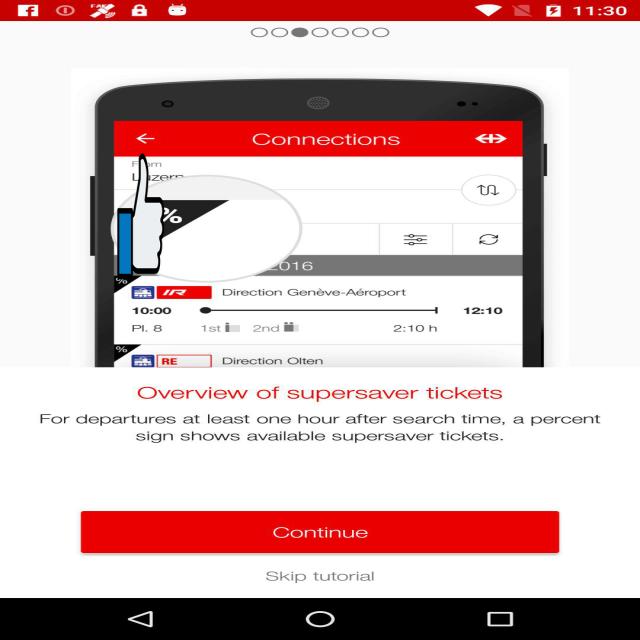 11:30
Connections
From
Luzern
%
2016
%
IR Direction Genève-Aéroport
10:00 12:10
Pl. 8 1st 2nd 2:10 h
%
RE Direction Olten
Overview of supersaver tickets
For departures at least one hour after search time, a percent
sign shows available supersaver tickets.
Continue
Skip tutorial